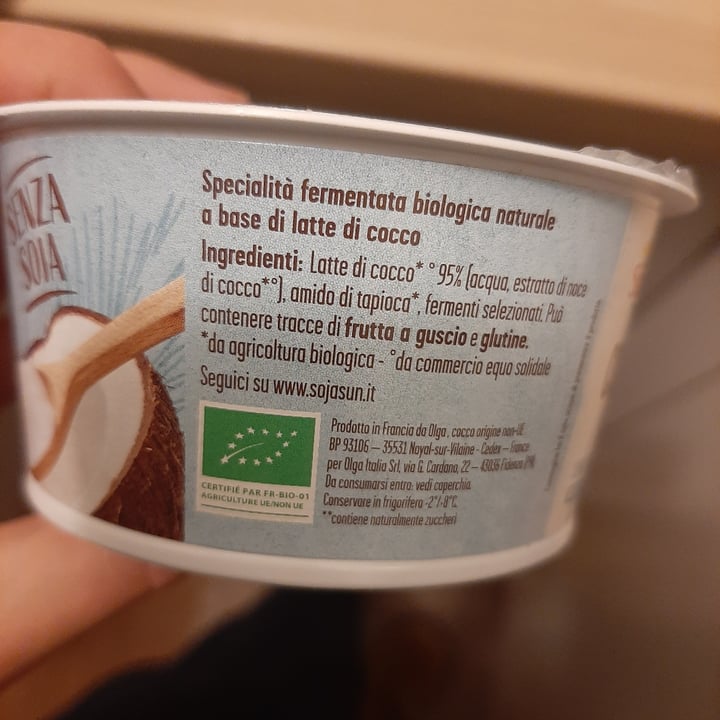 SENZA
SOIA
Specialità fermentata biologica naturale
a base di latte di cocco
Ingredienti: Latte di cocco*° 95% (acqua, estratto di noce
di cocco*°), amido di tapioca*, fermenti selezionati. Può
contenere tracce di frutta a guscio e glutine.
*da agricoltura biologica - °da commercio equo solidale
Seguici su www.sojasun.it
CERTIFIÉ PAR FR-BIO-01
AGRICULTURE UE/NON UE
Prodotto in Francia da Olga, cocco origine non-UE
BP 93106 – 35531 Noyal-sur-Vilaine - Cedex – France
per Olga Italia Srl, via G. Cardano, 22 – 43036 Fidenza (PR)
Da consumarsi entro: vedi coperchio.
Conservare in frigorifero +2°/+8°C.
**contiene naturalmente zuccheri